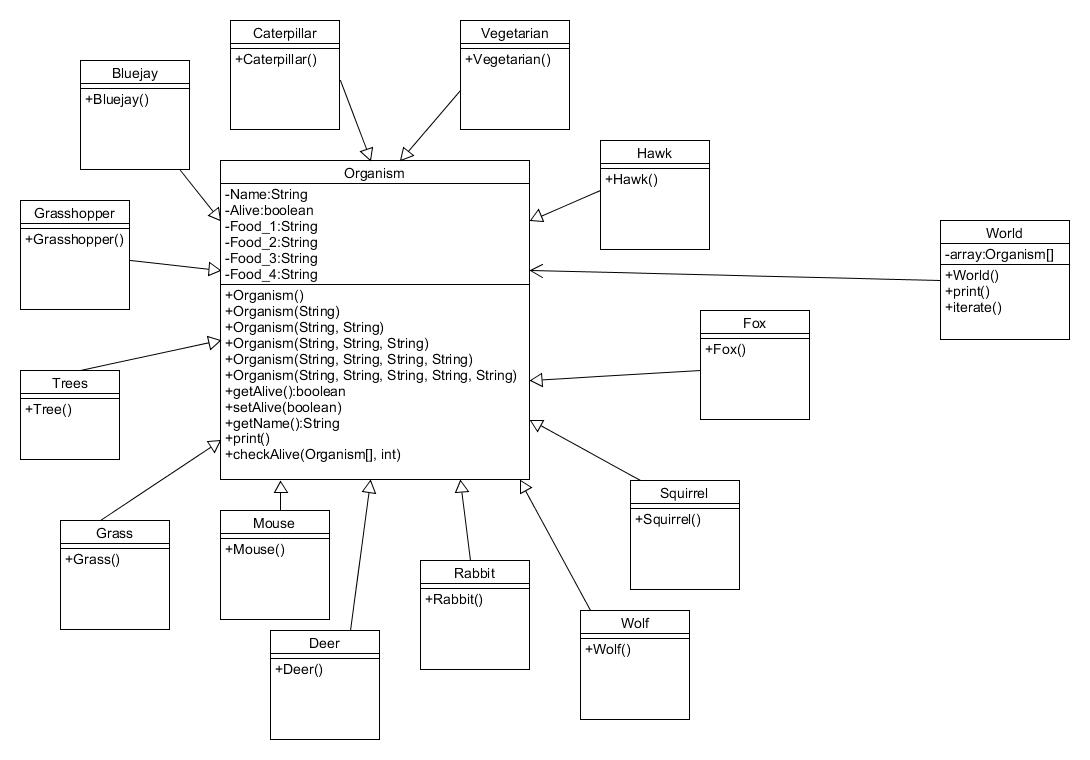 Caterpillar
+Caterpillar()
Vegetarian
+Vegetarian()
Bluejay
+Bluejay()
Hawk
+Hawk()
Organism
-Name:String
-Alive:boolean
-Food_1:String
-Food_2:String
-Food_3:String
-Food_4:String
+Organism()
+Organism(String)
+Organism(String, String)
+Organism(String, String, String)
+Organism(String, String, String, String)
+Organism(String, String, String, String, String)
+getAlive():boolean
+setAlive(boolean)
+getName():String
+print()
+checkAlive(Organism[], int)
Grasshopper
+Grasshopper()
World
-array:Organism[]
+World()
+print()
+iterate()
Fox
+Fox()
Trees
+Tree()
Squirrel
+Squirrel()
Grass
+Grass()
Mouse
+Mouse()
Rabbit
+Rabbit()
Wolf
+Wolf()
Deer
+Deer()